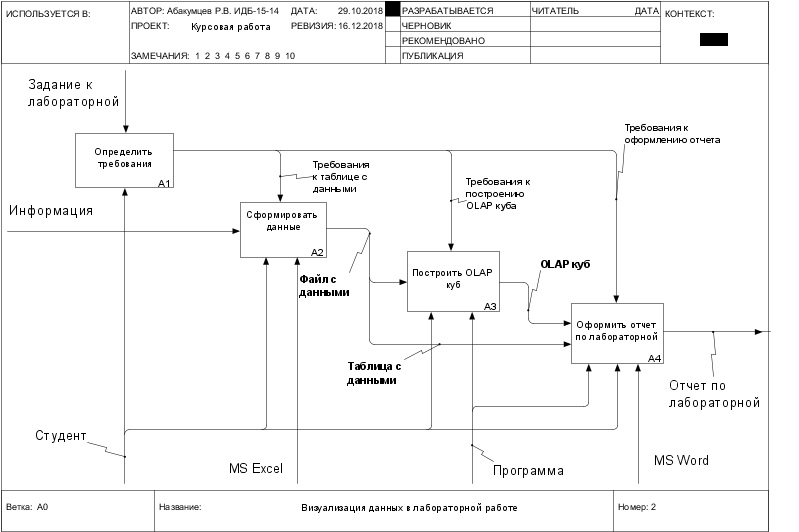 ИСПОЛЬЗУЕТСЯ В:
АВТОР: Абакумцев Р.В. ИДБ-15-14 ДАТА: 29.10.2018
ПРОЕКТ: Курсовая работа РЕВИЗИЯ: 16.12.2018
ЗАМЕЧАНИЯ: 1 2 3 4 5 6 7 8 9 10
РАЗРАБАТЫВАЕТСЯ
ЧЕРНОВИК
РЕКОМЕНДОВАНО
ПУБЛИКАЦИЯ
ЧИТАТЕЛЬ ДАТА
КОНТЕКСТ:
Задание к
лабораторной
Определить
требования
A1
Требования
к таблице с
данными
Требования к
построению
OLAP куба
Требования к
оформлению отчета
Информация
Сформировать
данные
A2
Файл с
данными
Построить OLAP
куб
A3
OLAP куб
Оформить отчет
по лабораторной
A4
Таблица с
данными
Отчет по
лабораторной
Студент
MS Excel
Программа
MS Word
Ветка: A0
Название: Визуализация данных в лабораторной работе
Номер: 2